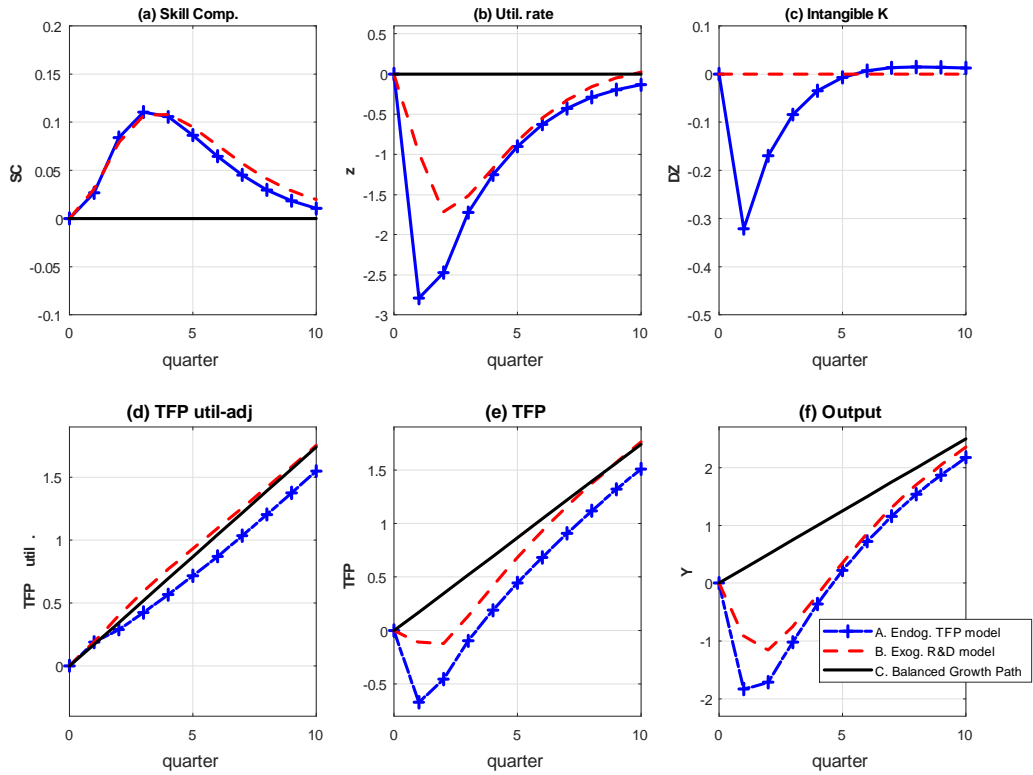 (a) Skill Comp.
0.2
0.15
0.1
0.05
0
-0.05
-0.1
SC
0
5
10
quarter
(b) Util. rate
0.5
0
-0.5
-1
-1.5
-2
-2.5
-3
z
0
5
10
quarter
(c) Intangible K
0.1
0
-0.1
-0.2
-0.3
-0.4
-0.5
DZ
0
5
10
quarter
(d) TFP util-adj
1.5
1
0.5
0
TFP util .
0
5
10
quarter
(e) TFP
1.5
1
0.5
0
-0.5
TFP
0
5
10
quarter
(f) Output
2
1
0
-1
-2
Y
0
5
10
quarter
A. Endog. TFP model
B. Exog. R&D model
C. Balanced Growth Path